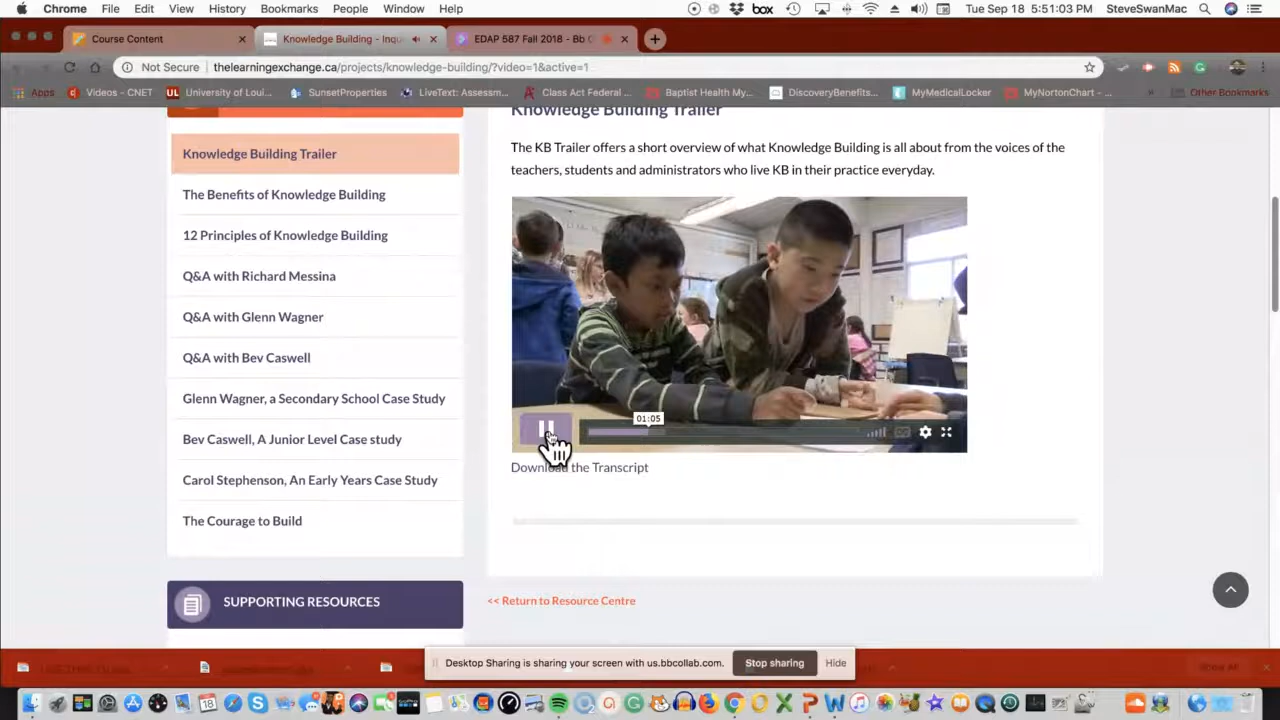 Chrome File Edit View History Bookmarks People Window Help box Tue Sep 18 5:51:03 PM SteveSwanMac
Course Content Knowledge Building - Inqu EDAP 587 Fall 2018 - Bb C
Not Secure thelearningexchange.ca/projects/knowledge-building/?video=1&active=1
Apps Videos - CNET UL University of Loui... SunsetProperties LiveText: Assessm... Class Act Federal ... Baptist Health My... DiscoveryBenefits... MyMedicalLocker MyNortonChart - ... » Other Bookmarks
Knowledge Building Trailer
Knowledge Building Trailer
The KB Trailer offers a short overview of what Knowledge Building is all about from the voices of the
teachers, students and administrators who live KB in their practice everyday.
The Benefits of Knowledge Building
12 Principles of Knowledge Building
Q&A with Richard Messina
Q&A with Glenn Wagner
Q&A with Bev Caswell
Glenn Wagner, a Secondary School Case Study
Bev Caswell, A Junior Level Case study
Carol Stephenson, An Early Years Case Study
The Courage to Build
01:05
Download the Transcript
SUPPORTING RESOURCES
<< Return to Resource Centre
Desktop Sharing is sharing your screen with us.bbcollab.com. Stop sharing Hide
Show All